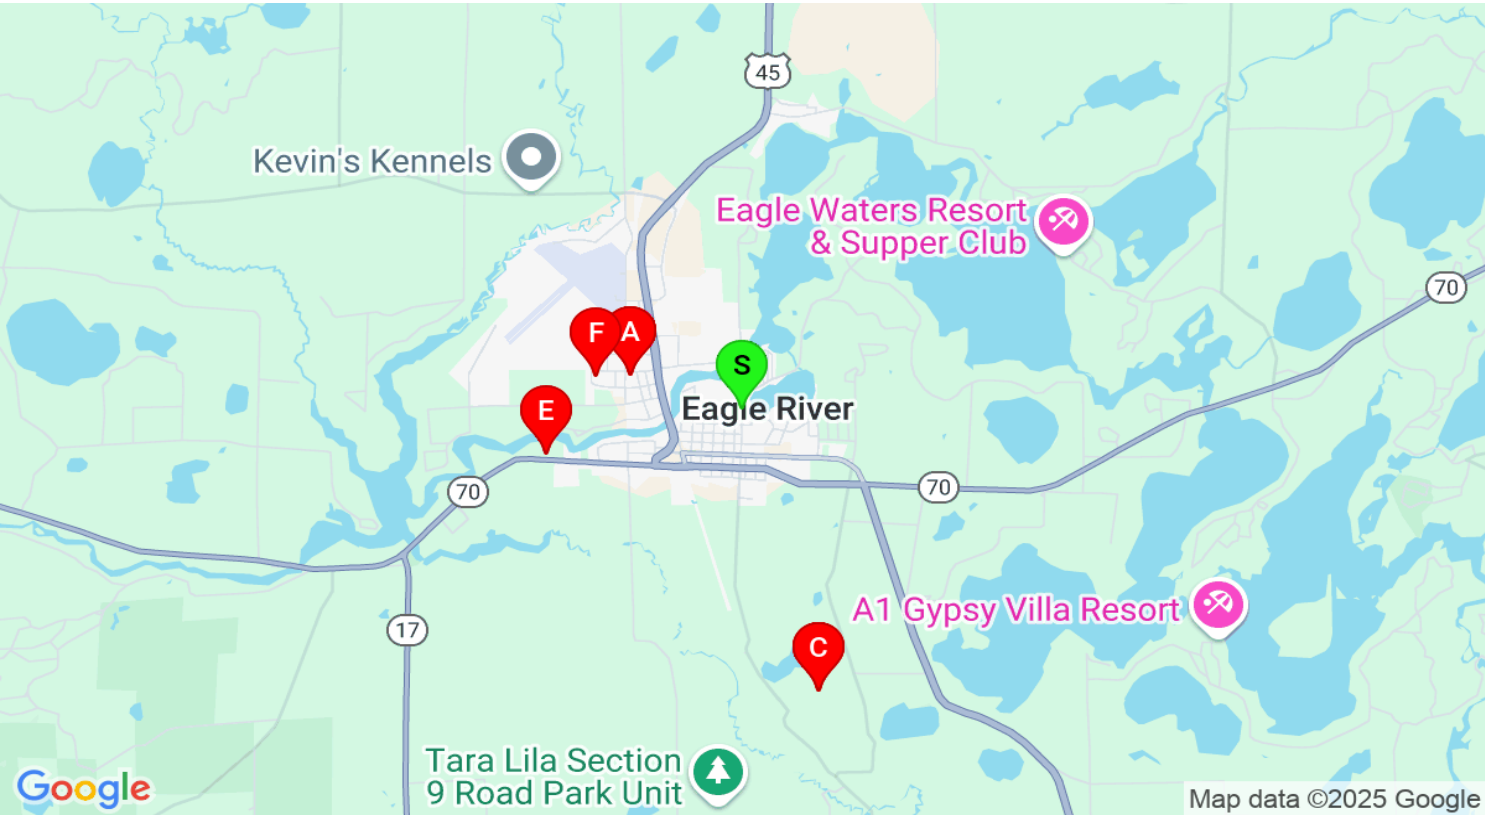 45
Kevin's Kennels
Eagle Waters Resort
& Supper Club
70
F
A
S
E
Eagle River
70
70
17
A1 Gypsy Villa Resort
C
Tara Lila Section
9 Road Park Unit
Google
Map data ©2025 Google